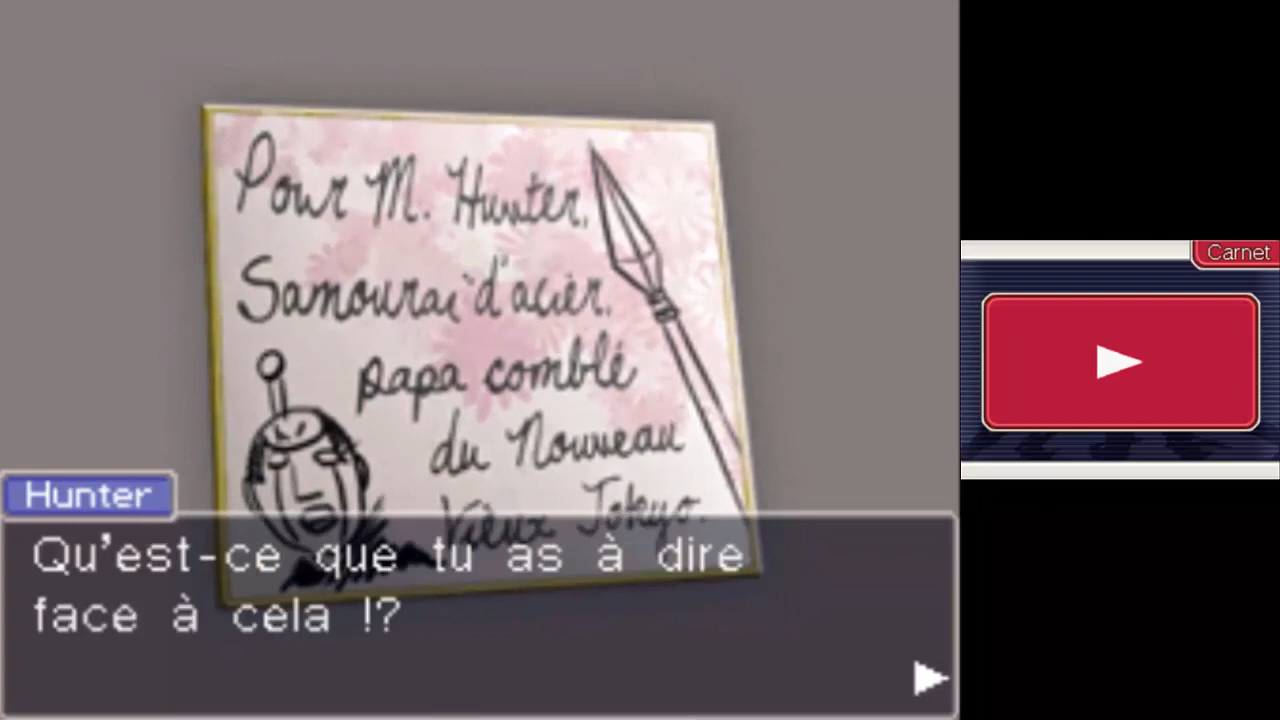 Pour M. Hunter,
Samouraï d'acier,
papa comblé
du Nouveau
Vieux Tokyo.
Hunter
Qu'est-ce que tu as à dire
face à cela !?
Carnet